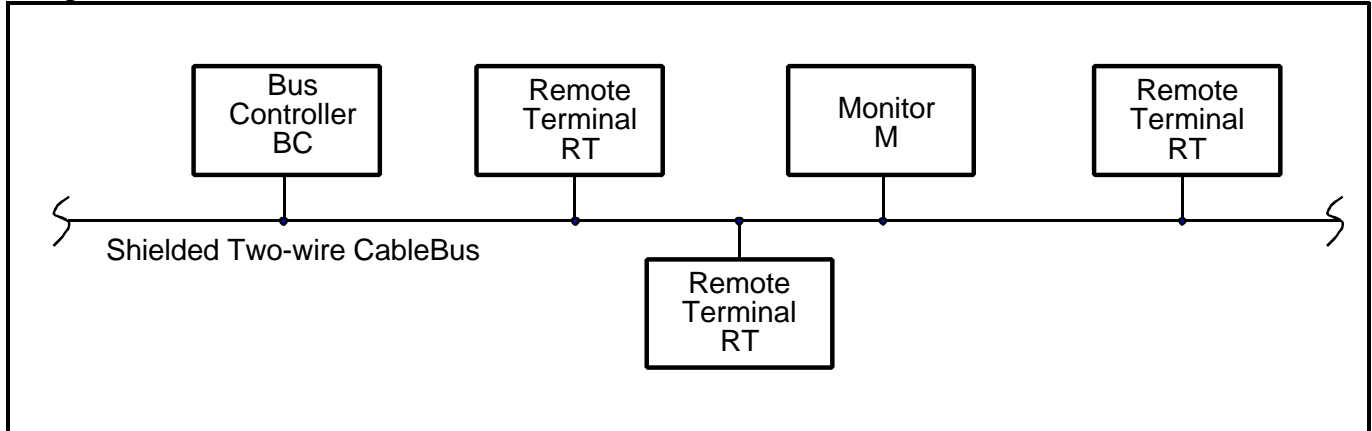 Bus
Controller
BC
Remote
Terminal
RT
Monitor
M
Remote
Terminal
RT
Shielded Two-wire CableBus
Remote
Terminal
RT